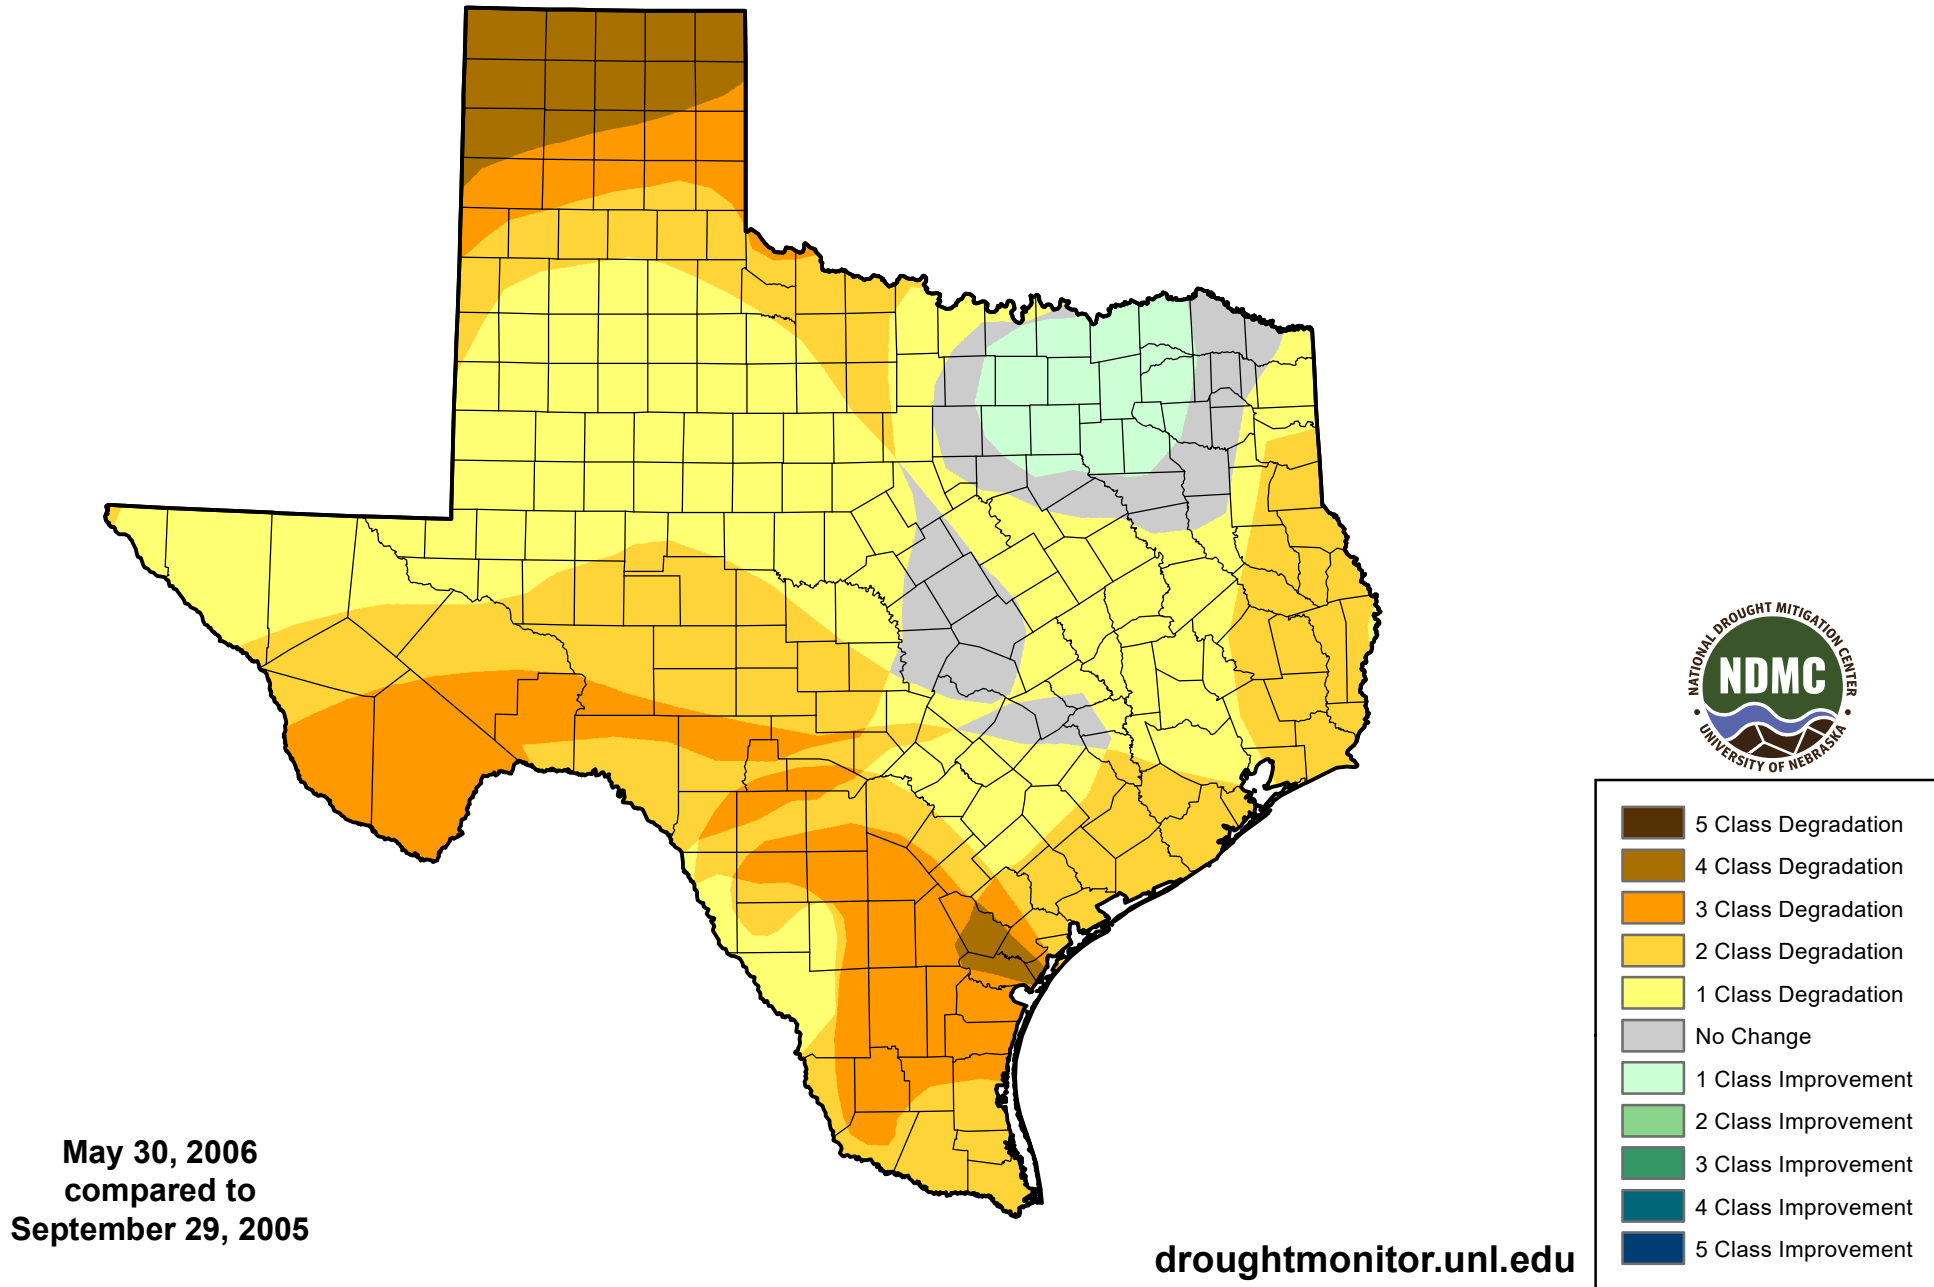 NATIONAL DROUGHT MITIGATION CENTER
NDMC
UNIVERSITY OF NEBRASKA
5 Class Degradation
4 Class Degradation
3 Class Degradation
2 Class Degradation
1 Class Degradation
No Change
1 Class Improvement
2 Class Improvement
3 Class Improvement
4 Class Improvement
5 Class Improvement
May 30, 2006
compared to
September 29, 2005
droughtmonitor.unl.edu